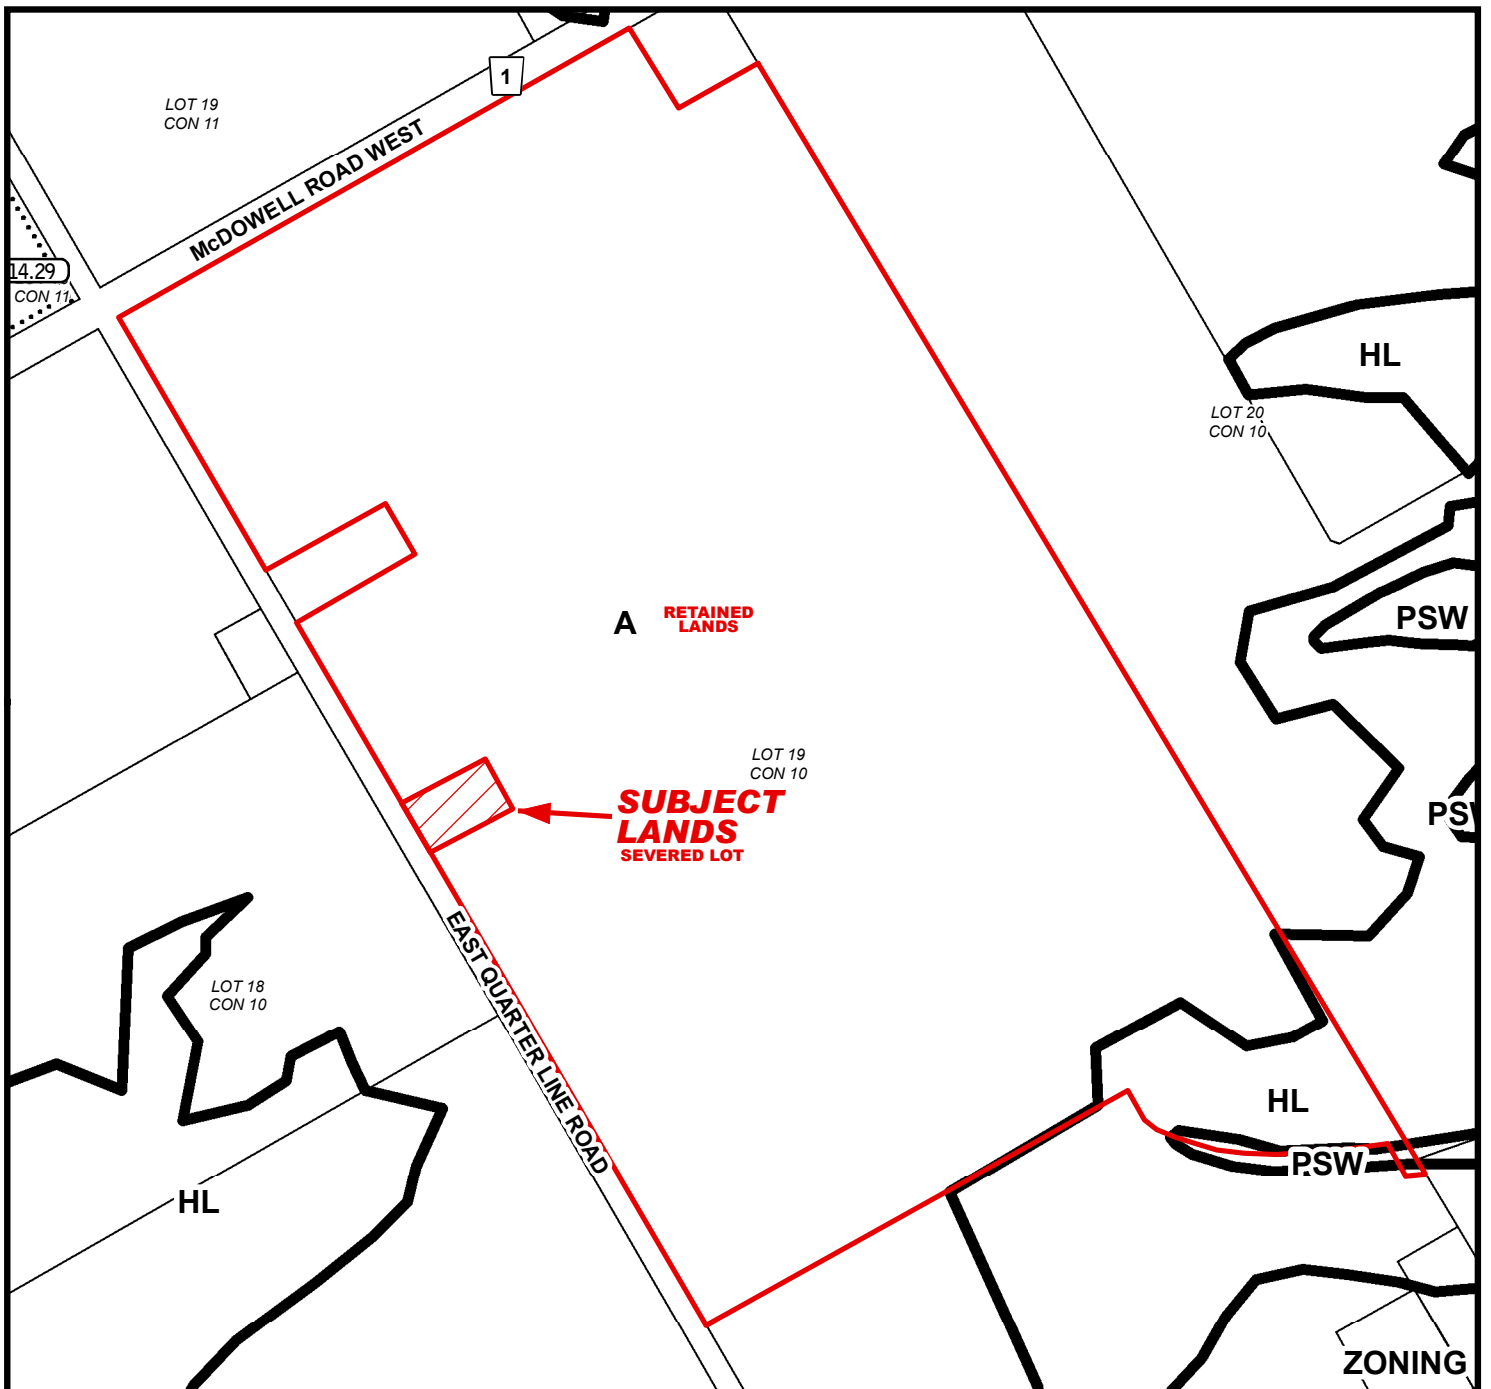 1
LOT 19
CON 11
McDOWELL ROAD WEST
14.29
CON 11
HL
LOT 20
CON 10
A
RETAINED
LANDS
PSW
LOT 19
CON 10
SUBJECT
LANDS
SEVERED LOT
EAST QUARTER LINE ROAD
LOT 18
CON 10
HL
PSW
HL
ZONING